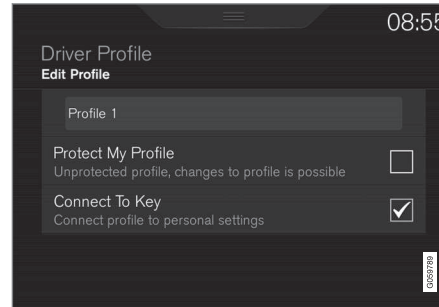 08:55
Driver Profile
Edit Profile
Profile 1
Protect My Profile
Unprotected profile, changes to profile is possible
Connect To Key
Connect profile to personal settings
G059789